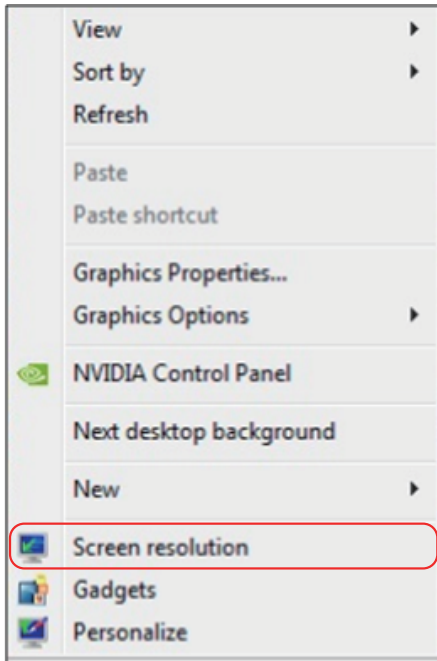 View
Sort by
Refresh
Paste
Paste shortcut
Graphics Properties...
Graphics Options
NVIDIA Control Panel
Next desktop background
New
Screen resolution
Gadgets
Personalize